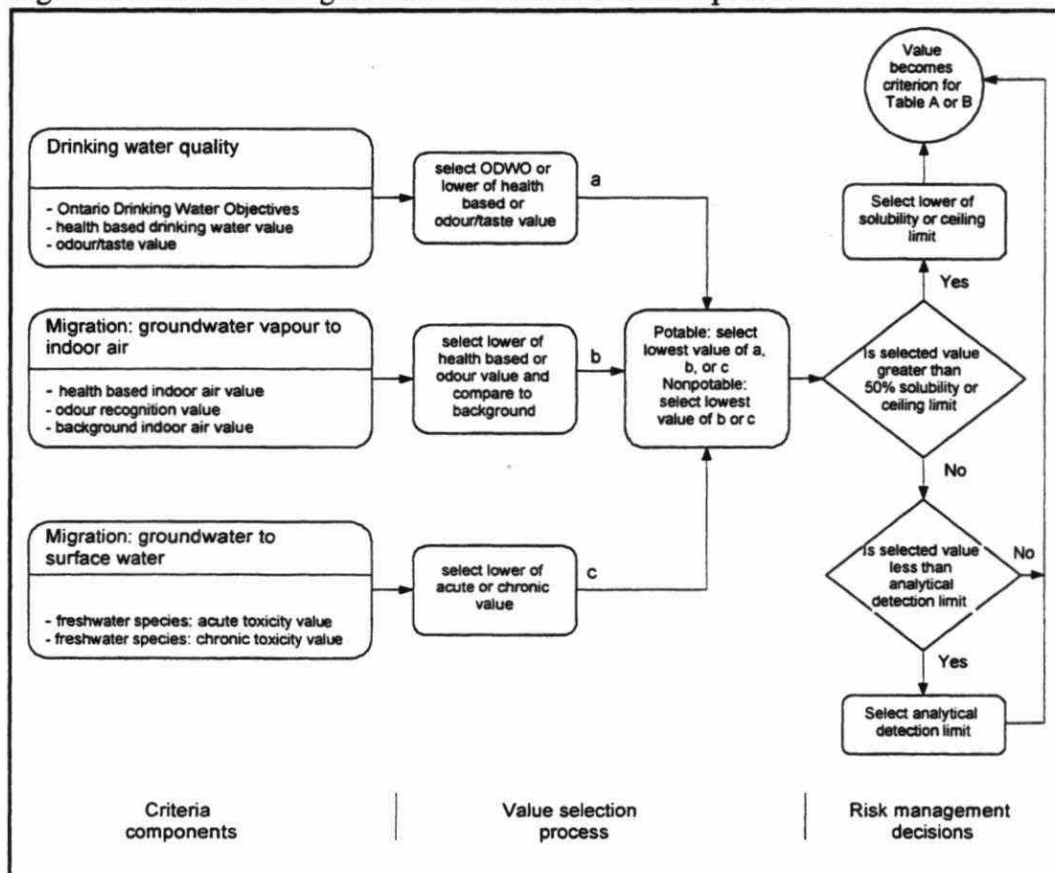 Drinking water quality
- Ontario Drinking Water Objectives
- health based drinking water value
- odour/taste value
select ODWO or
lower of health
based or
odour/taste value
a
Migration: groundwater vapour to
indoor air
- health based indoor air value
- odour recognition value
- background indoor air value
select lower of
health based or
odour value and
compare to
background
b
Migration: groundwater to
surface water
- freshwater species: acute toxicity value
- freshwater species: chronic toxicity value
select lower of
acute or chronic
value
c
Potable: select
lowest value of a,
b, or c
Nonpotable:
select lowest
value of b or c
Value
becomes
criterion for
Table A or B
Select lower of
solubility or ceiling
limit
Yes
Is selected value
greater than
50% solubility or
ceiling limit
No
Is selected value
less than
analytical
detection limit
No
Yes
Select analytical
detection limit
Criteria
components
Value selection
process
Risk management
decisions